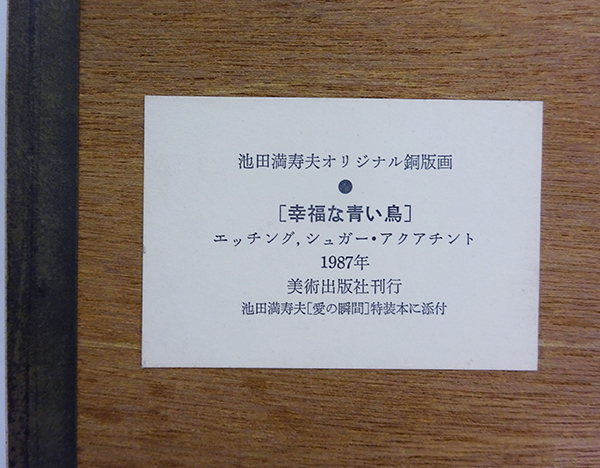 池田満寿夫オリジナル銅版画
●
[幸福な青い鳥]
エッチング,シュガー・アクアチント
1987年
美術出版社刊行
池田満寿夫[愛の瞬間]特装本に添付